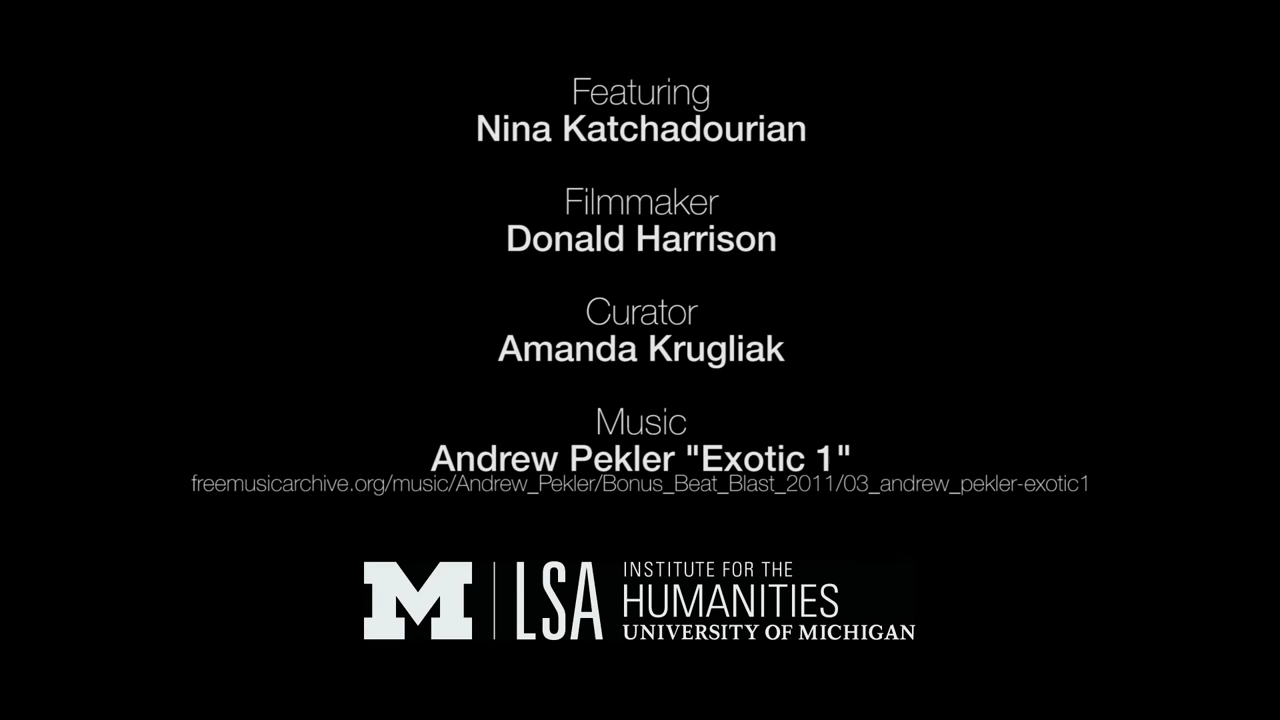 Featuring
Nina Katchadourian
Filmmaker
Donald Harrison
Curator
Amanda Krugliak
Music
Andrew Pekler "Exotic 1"
freemusicarchive.org/music/Andrew_Pekler/Bonus_Beat_Blast_2011/03_andrew_pekler-exotic1
M LSA INSTITUTE FOR THE
HUMANITIES
UNIVERSITY OF MICHIGAN